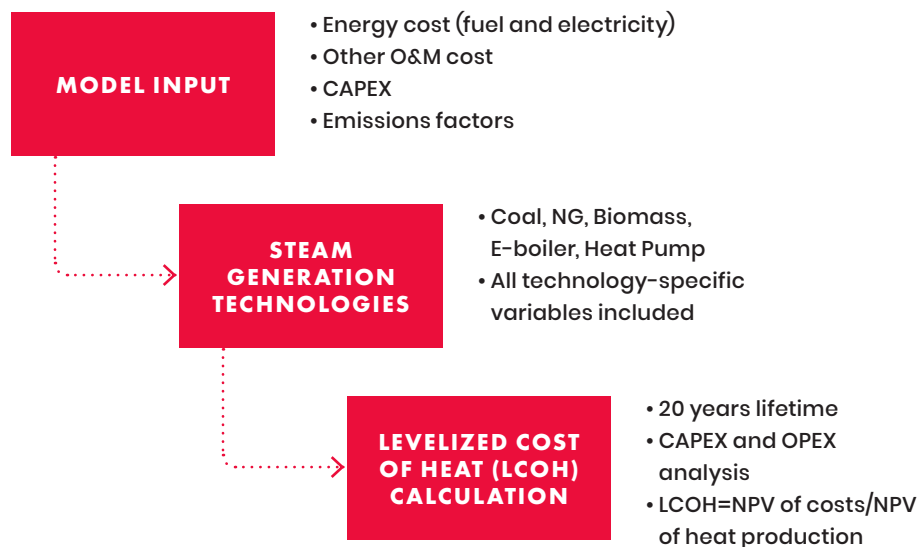 MODEL INPUT
• Energy cost (fuel and electricity)
• Other O&M cost
• CAPEX
• Emissions factors
STEAM
GENERATION
TECHNOLOGIES
• Coal, NG, Biomass,
E-boiler, Heat Pump
• All technology-specific
variables included
LEVELIZED COST
OF HEAT (LCOH)
CALCULATION
• 20 years lifetime
• CAPEX and OPEX
analysis
• LCOH=NPV of costs/NPV
of heat production